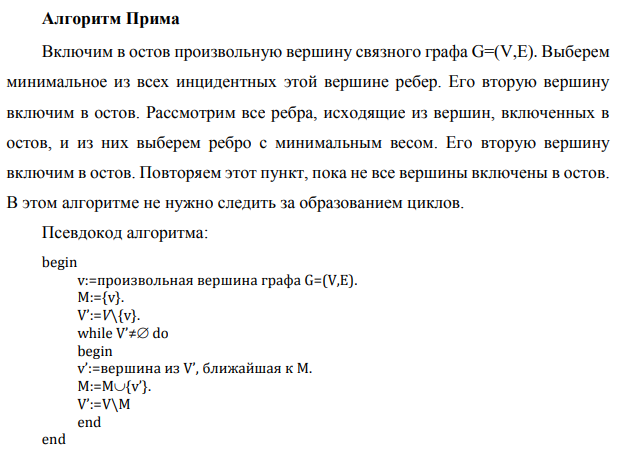 Алгоритм Прима
Включим в остов произвольную вершину связного графа G=(V,E). Выберем
минимальное из всех инцидентных этой вершине ребер. Его вторую вершину
включим в остов. Рассмотрим все ребра, исходящие из вершин, включенных в
остов, и из них выберем ребро с минимальным весом. Его вторую вершину
включим в остов. Повторяем этот пункт, пока не все вершины включены в остов.
В этом алгоритме не нужно следить за образованием циклов.
Псевдокод алгоритма:
begin
v:=произвольная вершина графа G=(V,E).
M:={v}.
V’:=V\{v}.
while V’≠∅ do
begin
v’:=вершина из V’, ближайшая к M.
M:=M∪{v’}.
V’:=V\M
end
end